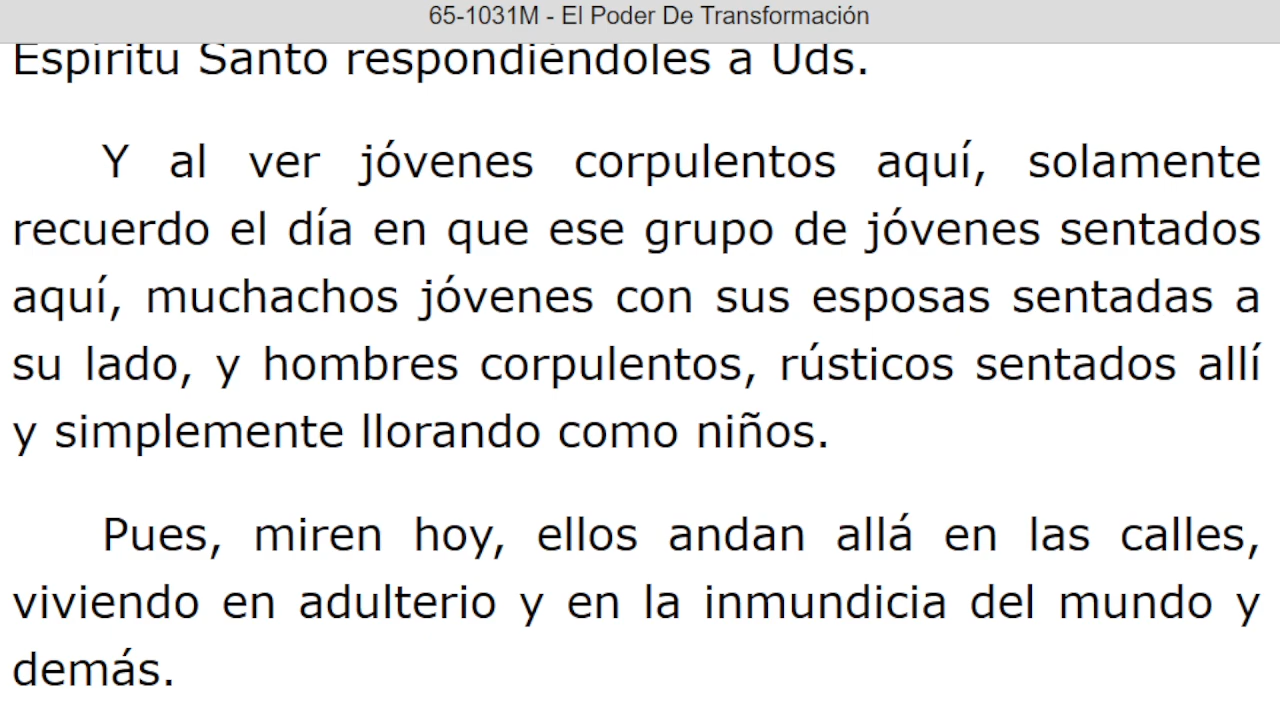 65-1031M - El Poder De Transformación
Espíritu Santo respondiéndoles a Uds.
Y al ver jóvenes corpulentos aquí, solamente
recuerdo el día en que ese grupo de jóvenes sentados
aquí, muchachos jóvenes con sus esposas sentadas a
su lado, y hombres corpulentos, rústicos sentados allí
y simplemente llorando como niños.
Pues, miren hoy, ellos andan allá en las calles,
viviendo en adulterio y en la inmundicia del mundo y
demás.